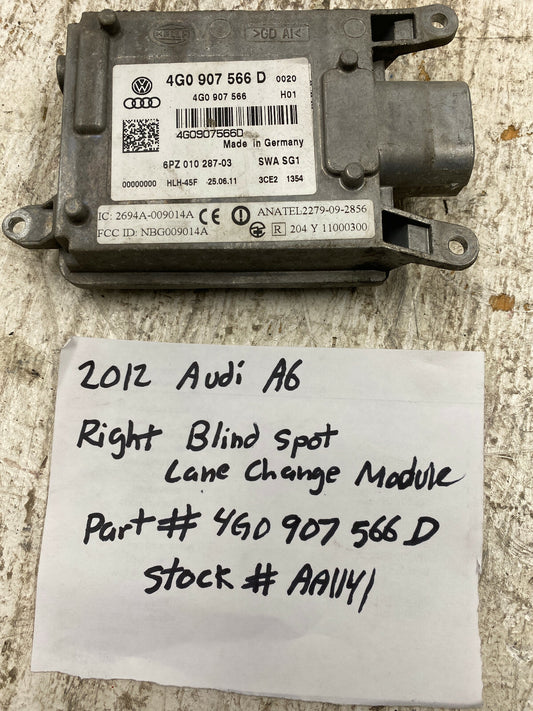 HELLA
>GD Al<
4G0 907 566 D 0020
4G0 907 566 H01
4G0907566D
Made in Germany
6PZ 010 287-03 SWA SG1
00000000 HLH-45F 25.06.11 3CE2 1354
IC: 2694A-009014A CE ANATEL2279-09-2856
FCC ID: NBG009014A R 204 Y 11000300
2012 Audi A6
Right Blind spot
Lane Change Module
Part # 4G0 907 566 D
Stock # AA1141